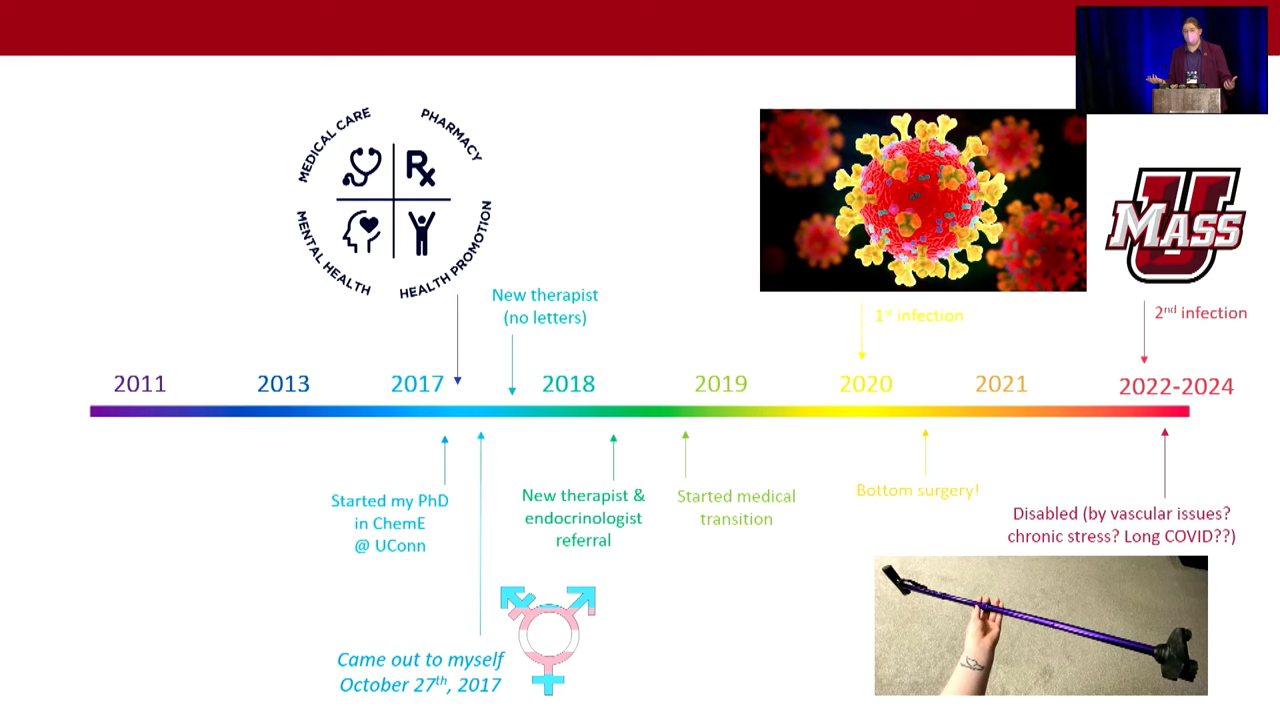 MEDICAL CARE
PHARMACY
Rx
MENTAL HEALTH
HEALTH PROMOTION
U
MASS
New therapist
(no letters)
1st infection
2nd infection
2011
2013
2017
2018
2019
2020
2021
2022-2024
Started my PhD
in ChemE
@ UConn
New therapist &
endocrinologist
referral
Started medical
transition
Bottom surgery!
Disabled (by vascular issues?
chronic stress? Long COVID??)
Came out to myself
October 27th, 2017